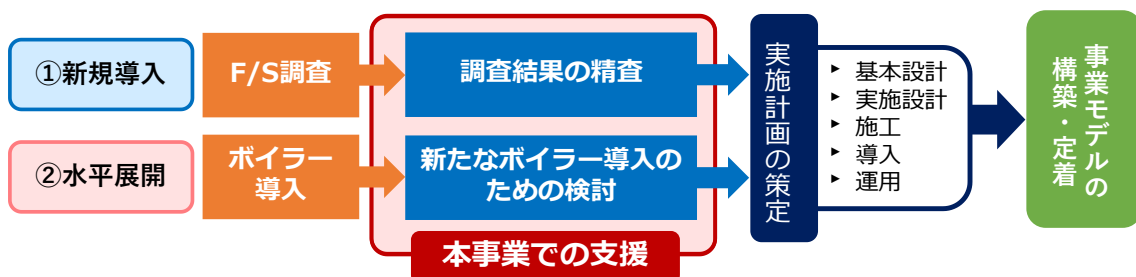 ①新規導入
F/S調査
調査結果の精査
②水平展開
ボイラー
導入
新たなボイラー導入の
ための検討
本事業での支援
実施計画の策定
▸ 基本設計
▸ 実施設計
▸ 施工
▸ 導入
▸ 運用
事業モデルの
構築・定着